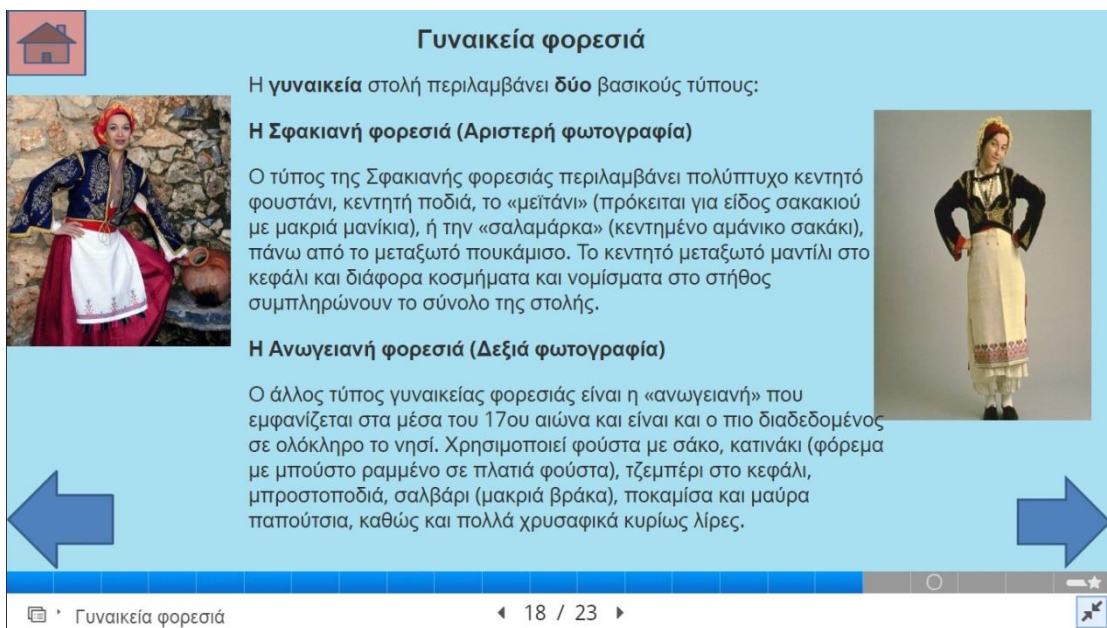 Γυναικεία φορεσιά
Η γυναικεία στολή περιλαμβάνει δύο βασικούς τύπους:
Η Σφακιανή φορεσιά (Αριστερή φωτογραφία)
Ο τύπος της Σφακιανής φορεσιάς περιλαμβάνει πολύπτυχο κεντητό
φουστάνι, κεντητή ποδιά, το «μεϊτάνι» (πρόκειται για είδος σακακιού
με μακριά μανίκια), ή την «σαλαμάρκα» (κεντημένο αμάνικο σακάκι),
πάνω από το μεταξωτό πουκάμισο. Το κεντητό μεταξωτό μαντίλι στο
κεφάλι και διάφορα κοσμήματα και νομίσματα στο στήθος
συμπληρώνουν το σύνολο της στολής.
Η Ανωγειανή φορεσιά (Δεξιά φωτογραφία)
Ο άλλος τύπος γυναικείας φορεσιάς είναι η «ανωγειανή» που
εμφανίζεται στα μέσα του 17ου αιώνα και είναι και ο πιο διαδεδομένος
σε ολόκληρο το νησί. Χρησιμοποιεί φούστα με σάκο, κατινάκι (φόρεμα
με μπούστο ραμμένο σε πλατιά φούστα), τζεμπέρι στο κεφάλι,
μπροστοποδιά, σαλβάρι (μακριά βράκα), ποκαμίσα και μαύρα
παπούτσια, καθώς και πολλά χρυσαφικά κυρίως λίρες.
Γυναικεία φορεσιά
18 / 23